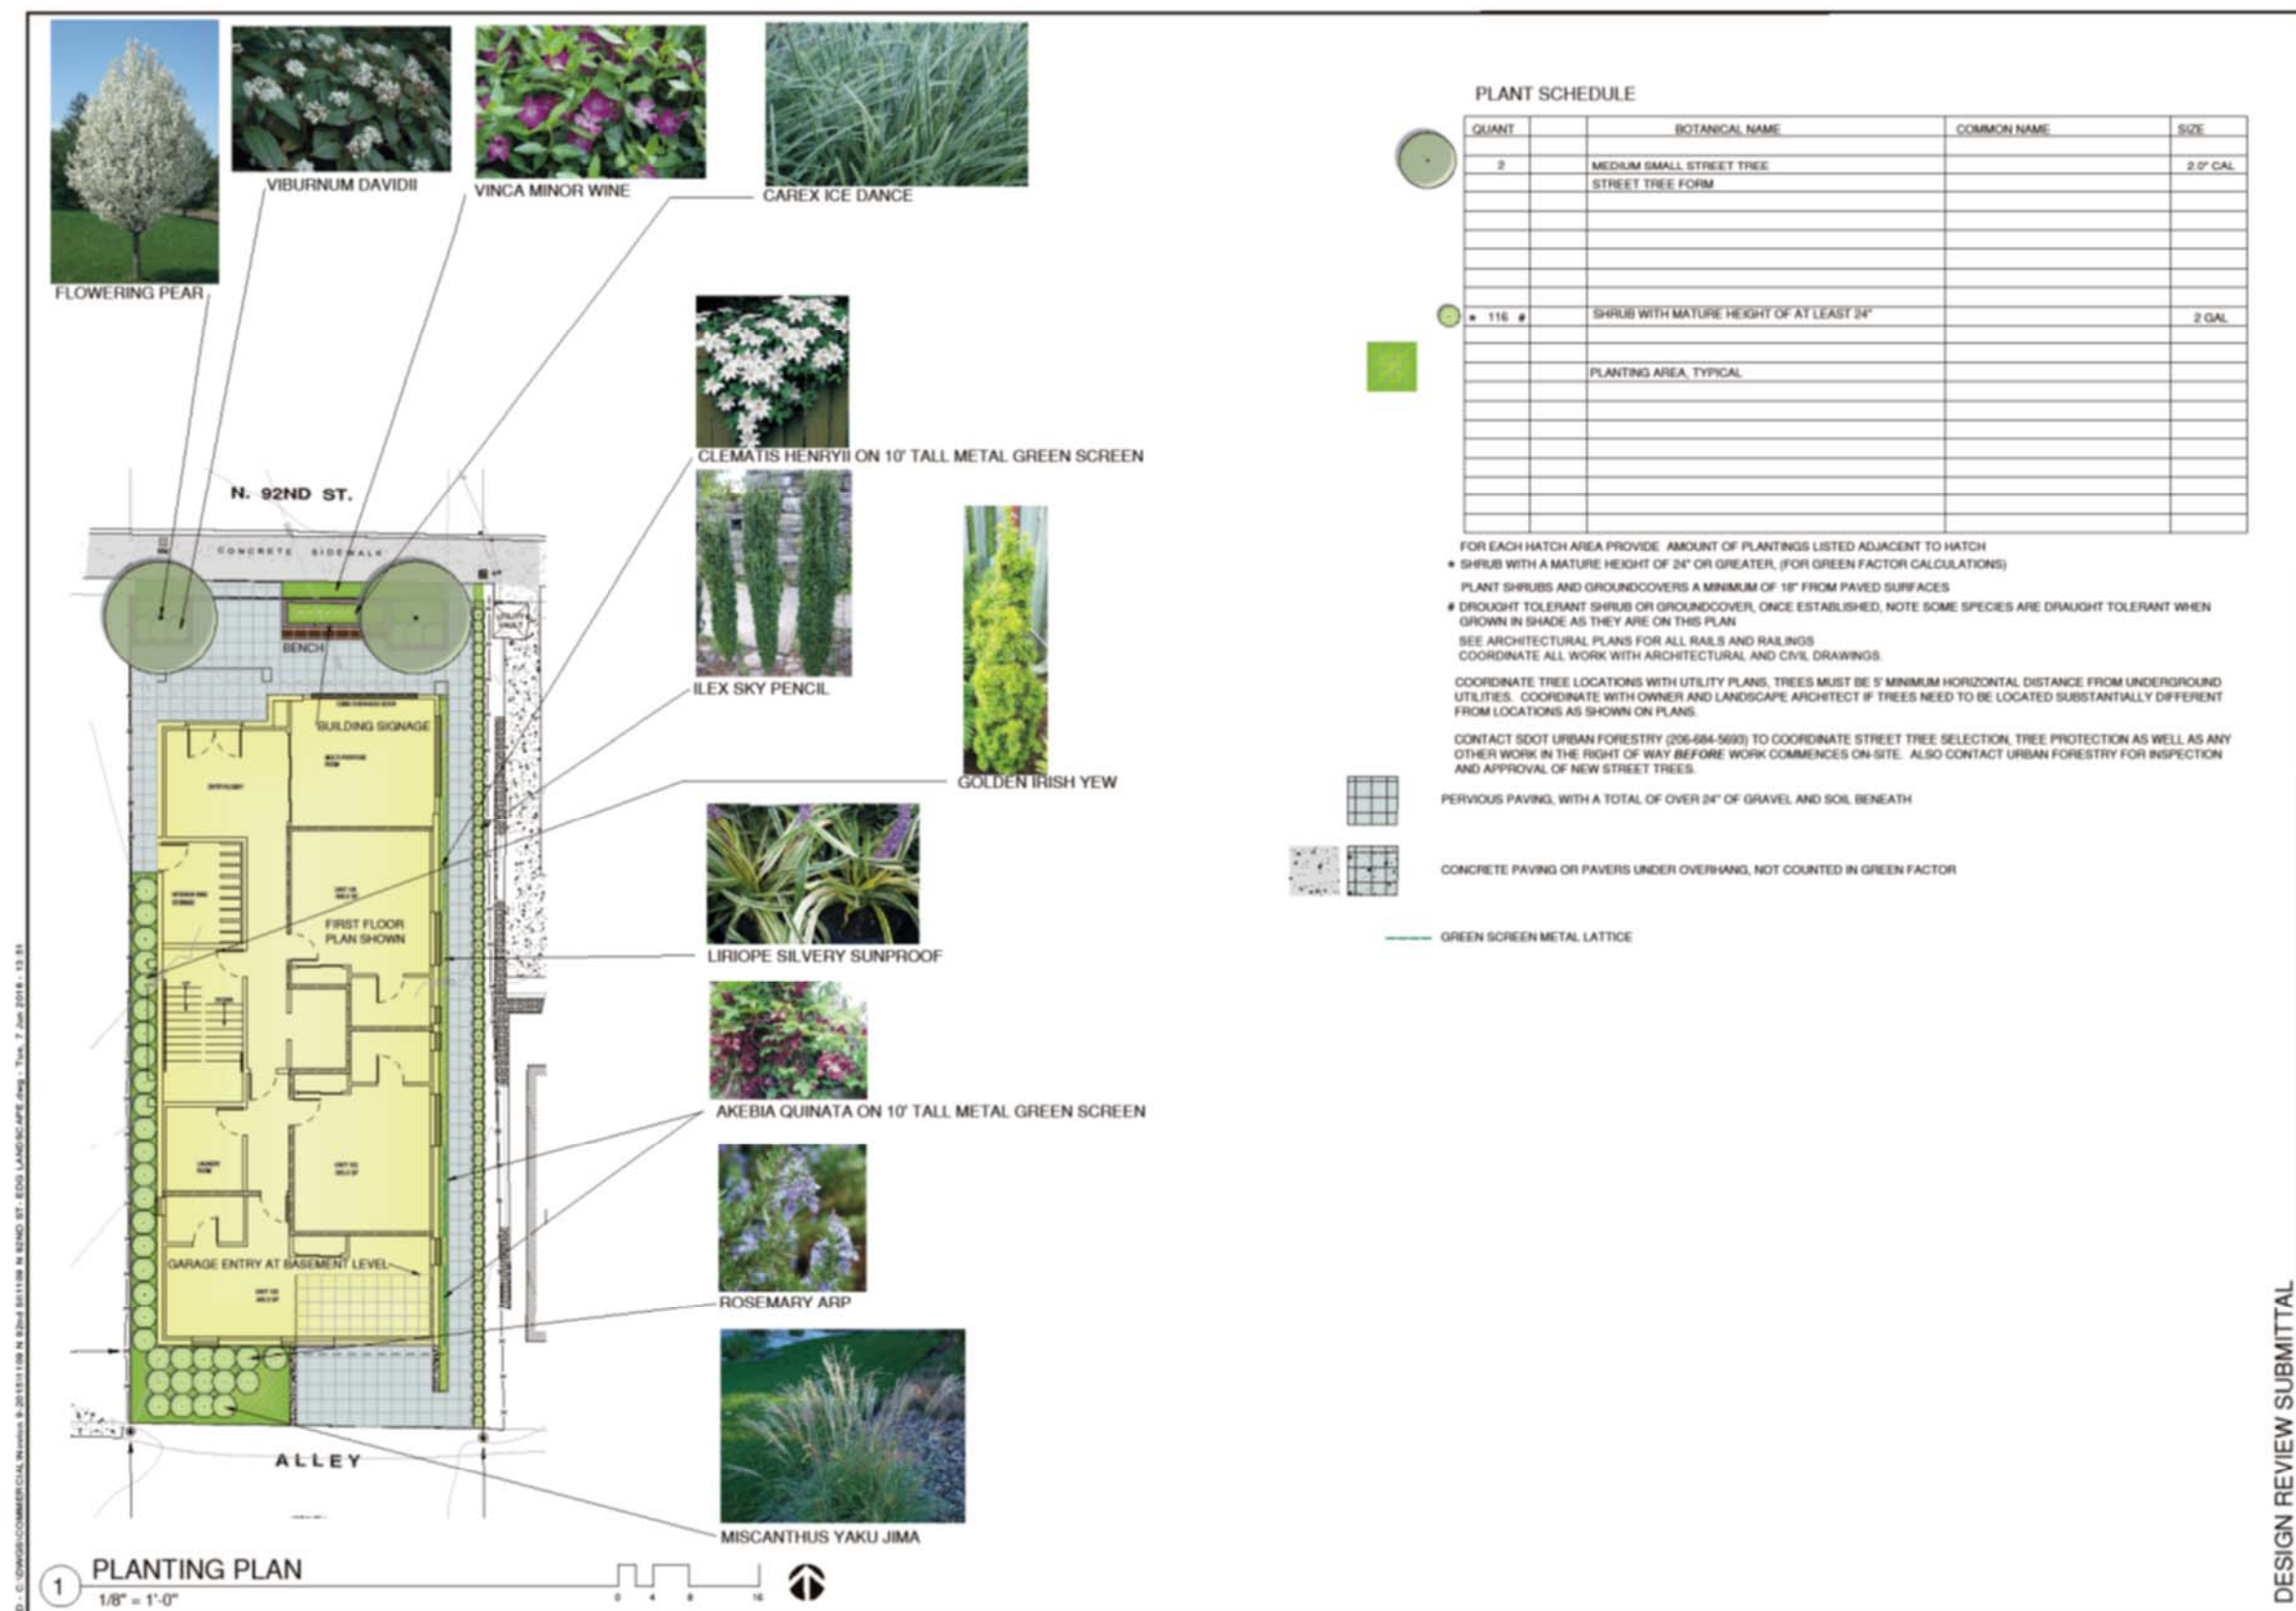 VIBURNUM DAVIDII
VINCA MINOR WINE
CAREX ICE DANCE
FLOWERING PEAR
CLEMATIS HENRYII ON 10' TALL METAL GREEN SCREEN
N. 92ND ST.
CONCRETE SIDEWALK
UTILITY
VAULT
BENCH
ILEX SKY PENCIL
BUILDING SIGNAGE
GOLDEN IRISH YEW
FIRST FLOOR
PLAN SHOWN
LIRIOPE SILVERY SUNPROOF
AKEBIA QUINATA ON 10' TALL METAL GREEN SCREEN
GARAGE ENTRY AT BASEMENT LEVEL
ROSEMARY ARP
ALLEY
MISCANTHUS YAKU JIMA
1 PLANTING PLAN
1/8" = 1'-0"
0 4 8 16
PLANT SCHEDULE
QUANT BOTANICAL NAME COMMON NAME SIZE
2 MEDIUM SMALL STREET TREE 2.0" CAL
STREET TREE FORM
* 116 # SHRUB WITH MATURE HEIGHT OF AT LEAST 24" 2 GAL
PLANTING AREA, TYPICAL
FOR EACH HATCH AREA PROVIDE AMOUNT OF PLANTINGS LISTED ADJACENT TO HATCH
* SHRUB WITH A MATURE HEIGHT OF 24" OR GREATER, (FOR GREEN FACTOR CALCULATIONS)
PLANT SHRUBS AND GROUNDCOVERS A MINIMUM OF 18" FROM PAVED SURFACES
# DROUGHT TOLERANT SHRUB OR GROUNDCOVER, ONCE ESTABLISHED, NOTE SOME SPECIES ARE DRAUGHT TOLERANT WHEN
GROWN IN SHADE AS THEY ARE ON THIS PLAN
SEE ARCHITECTURAL PLANS FOR ALL RAILS AND RAILINGS
COORDINATE ALL WORK WITH ARCHITECTURAL AND CIVIL DRAWINGS.
COORDINATE TREE LOCATIONS WITH UTILITY PLANS, TREES MUST BE 5' MINIMUM HORIZONTAL DISTANCE FROM UNDERGROUND
UTILITIES. COORDINATE WITH OWNER AND LANDSCAPE ARCHITECT IF TREES NEED TO BE LOCATED SUBSTANTIALLY DIFFERENT
FROM LOCATIONS AS SHOWN ON PLANS.
CONTACT SDOT URBAN FORESTRY (206-684-5693) TO COORDINATE STREET TREE SELECTION, TREE PROTECTION AS WELL AS ANY
OTHER WORK IN THE RIGHT OF WAY BEFORE WORK COMMENCES ON-SITE. ALSO CONTACT URBAN FORESTRY FOR INSPECTION
AND APPROVAL OF NEW STREET TREES.
PERVIOUS PAVING, WITH A TOTAL OF OVER 24" OF GRAVEL AND SOIL BENEATH
CONCRETE PAVING OR PAVERS UNDER OVERHANG, NOT COUNTED IN GREEN FACTOR
GREEN SCREEN METAL LATTICE
DESIGN REVIEW SUBMITTAL